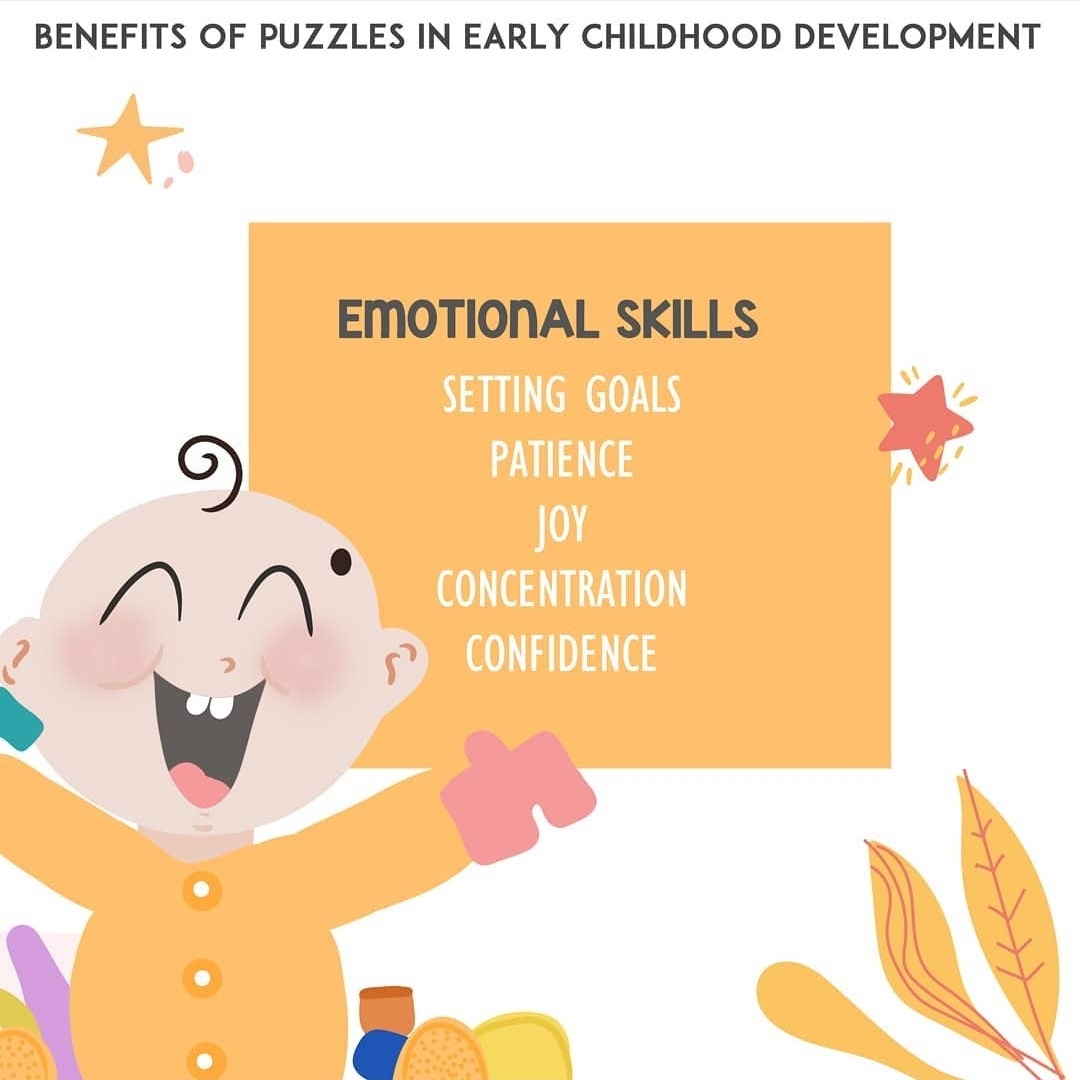 BENEFITS OF PUZZLES IN EARLY CHILDHOOD DEVELOPMENT
EMOTIONAL SKILLS
SETTING GOALS
PATIENCE
JOY
CONCENTRATION
CONFIDENCE